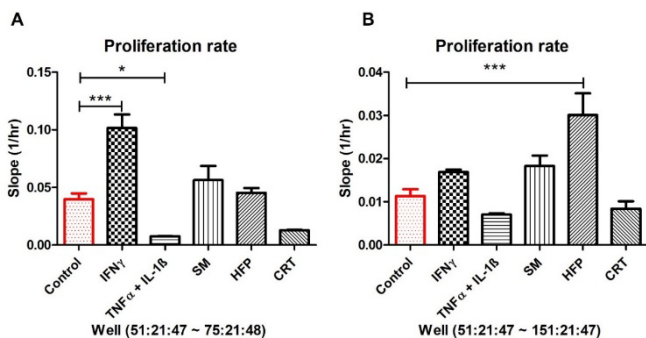 A
Proliferation rate
Slope (1/hr)
0.15
0.10
0.05
0.00
*
***
Control
IFNγ
TNFα + IL-1ß
SM
HFP
CRT
Well (51:21:47 ~ 75:21:48)
B
Proliferation rate
Slope (1/hr)
0.04
0.03
0.02
0.01
0.00
***
Control
IFNγ
TNFα + IL-1ß
SM
HFP
CRT
Well (51:21:47 ~ 151:21:47)